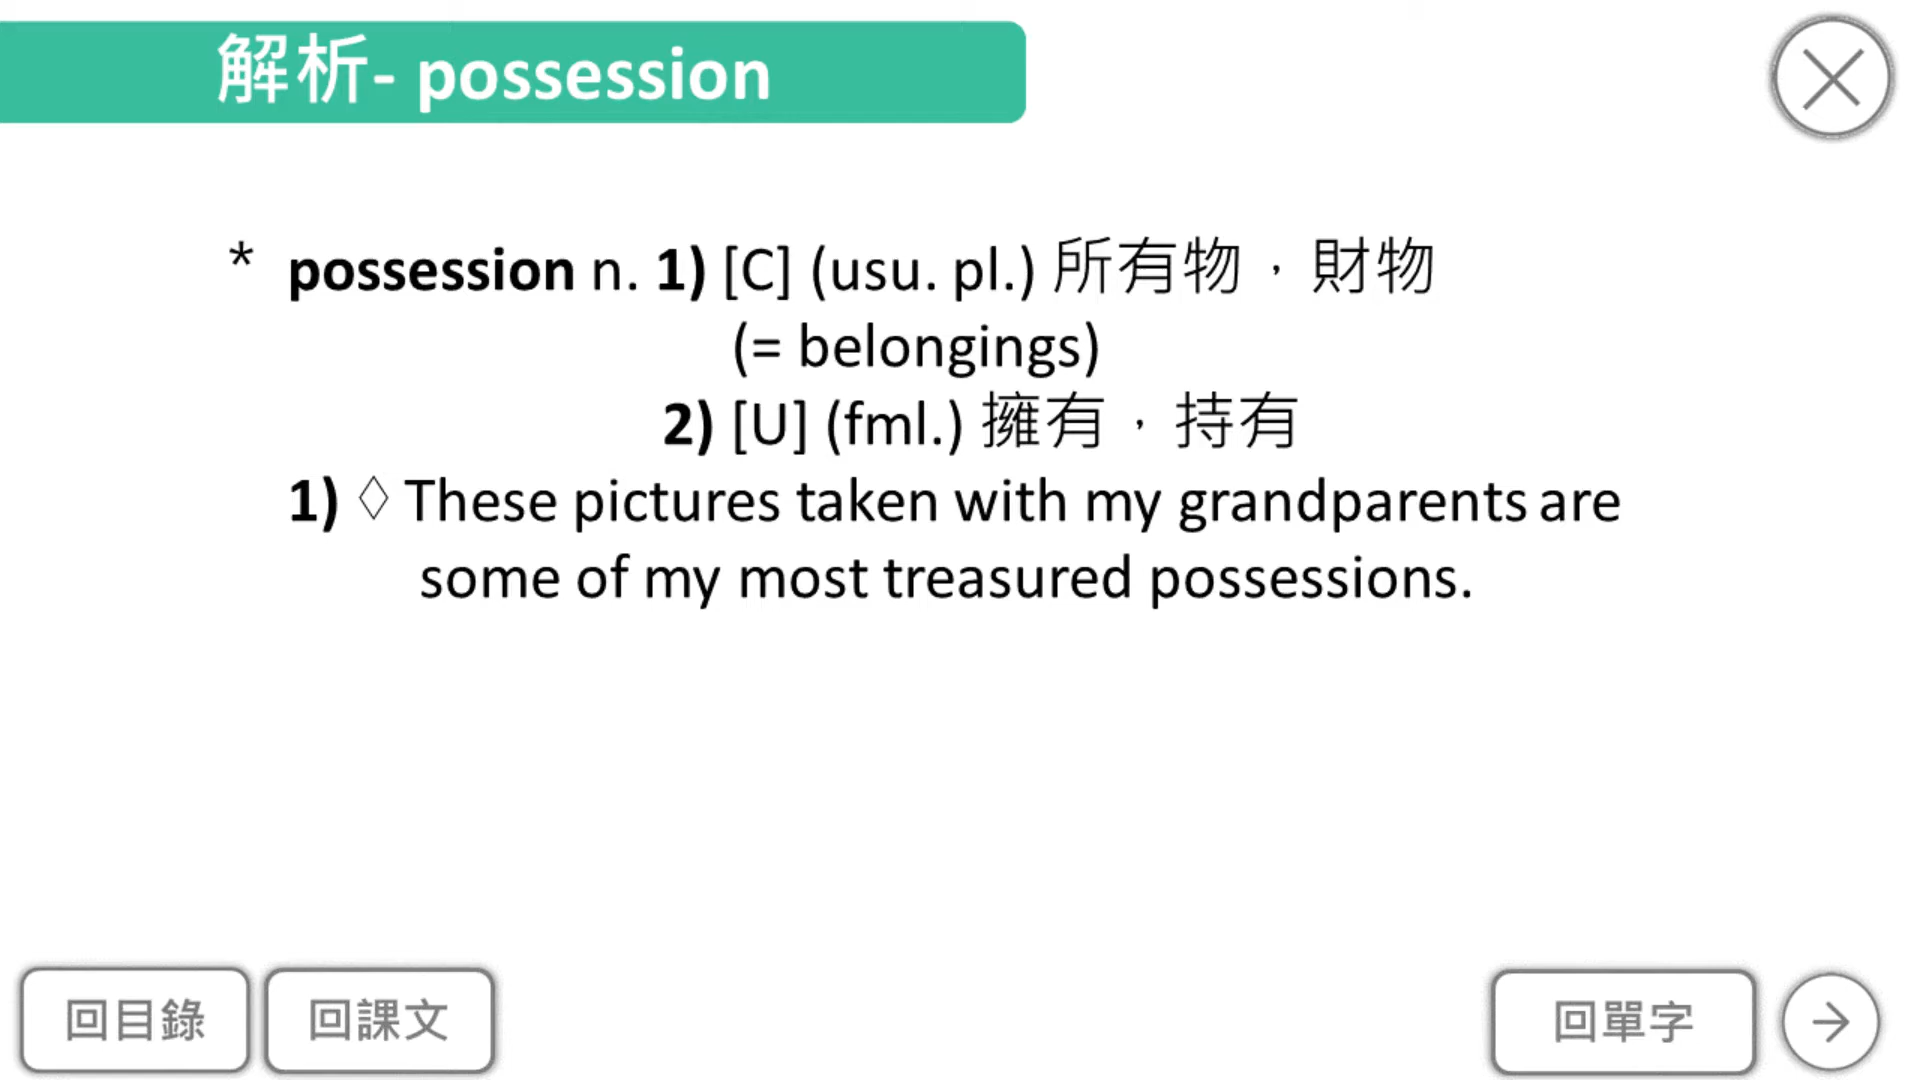 解析- possession
* possession n. 1) [C] (usu. pl.) 所有物，財物
(= belongings)
2) [U] (fml.) 擁有，持有
1) ♢ These pictures taken with my grandparents are
some of my most treasured possessions.
回目錄 回課文 回單字